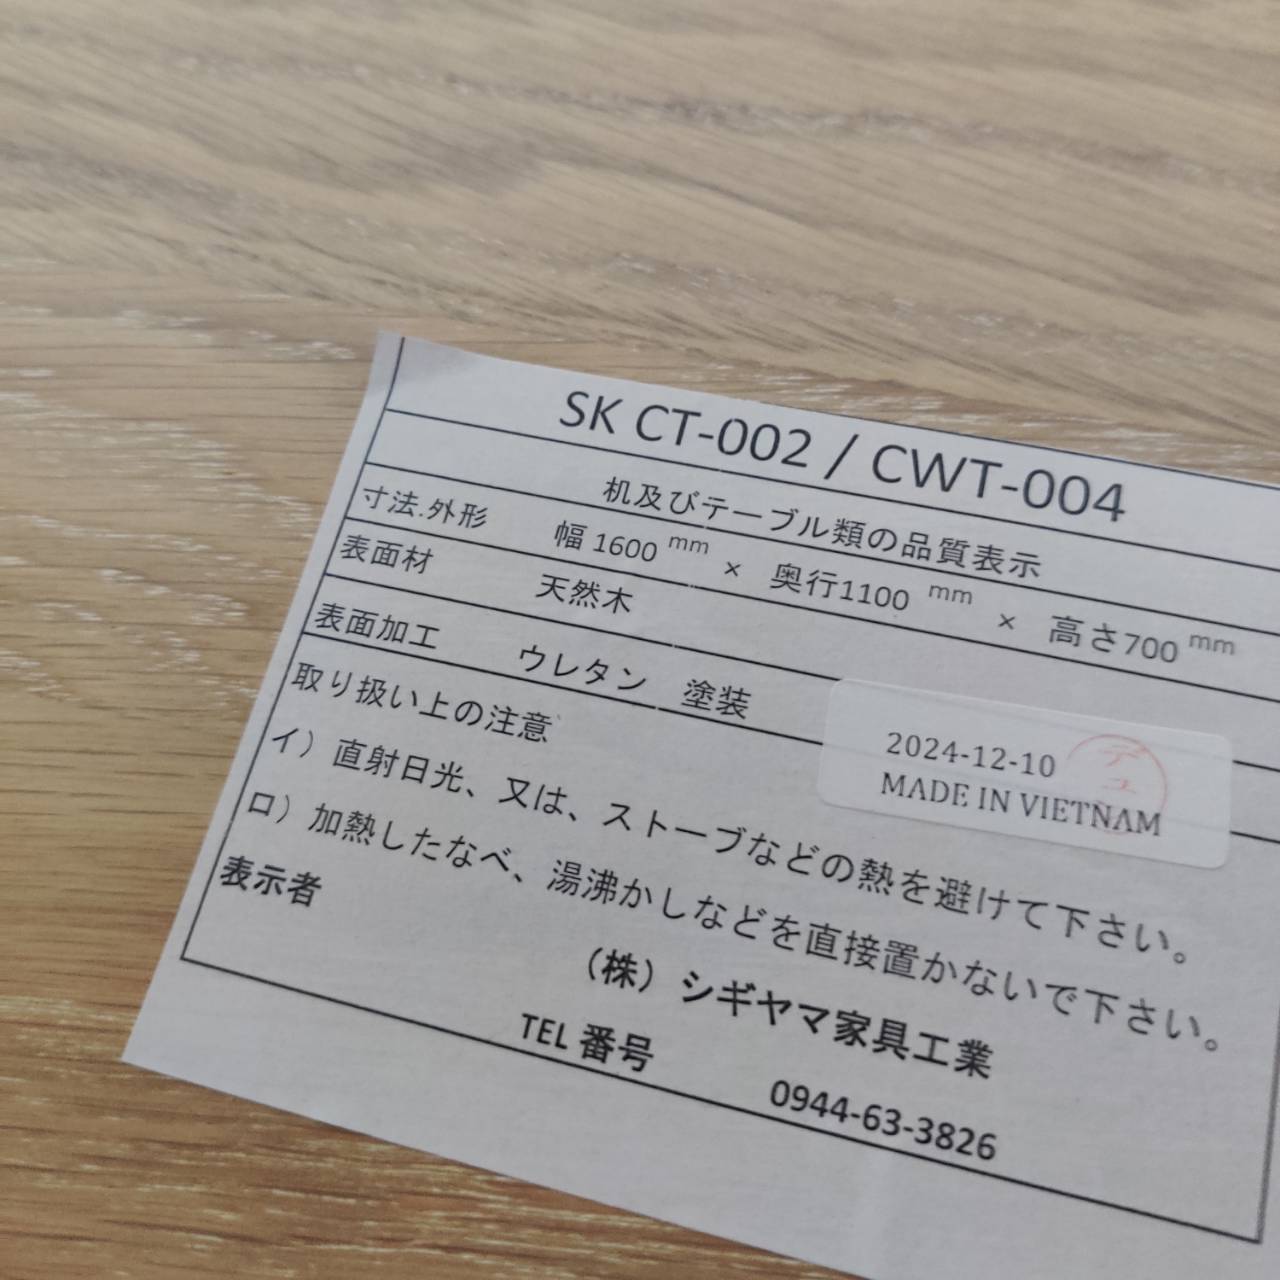 SK CT-002 / CWT-004
机及びテーブル類の品質表示
寸法.外形 幅 1600 mm × 奥行1100 mm × 高さ700 mm
表面材 天然木
表面加工 ウレタン 塗装
取り扱い上の注意
2024-12-10
デュ
MADE IN VIETNAM
イ）直射日光、又は、ストーブなどの熱を避けて下さい。
ロ）加熱したなべ、湯沸かしなどを直接置かないで下さい。
表示者
（株）シギヤマ家具工業
TEL 番号 0944-63-3826